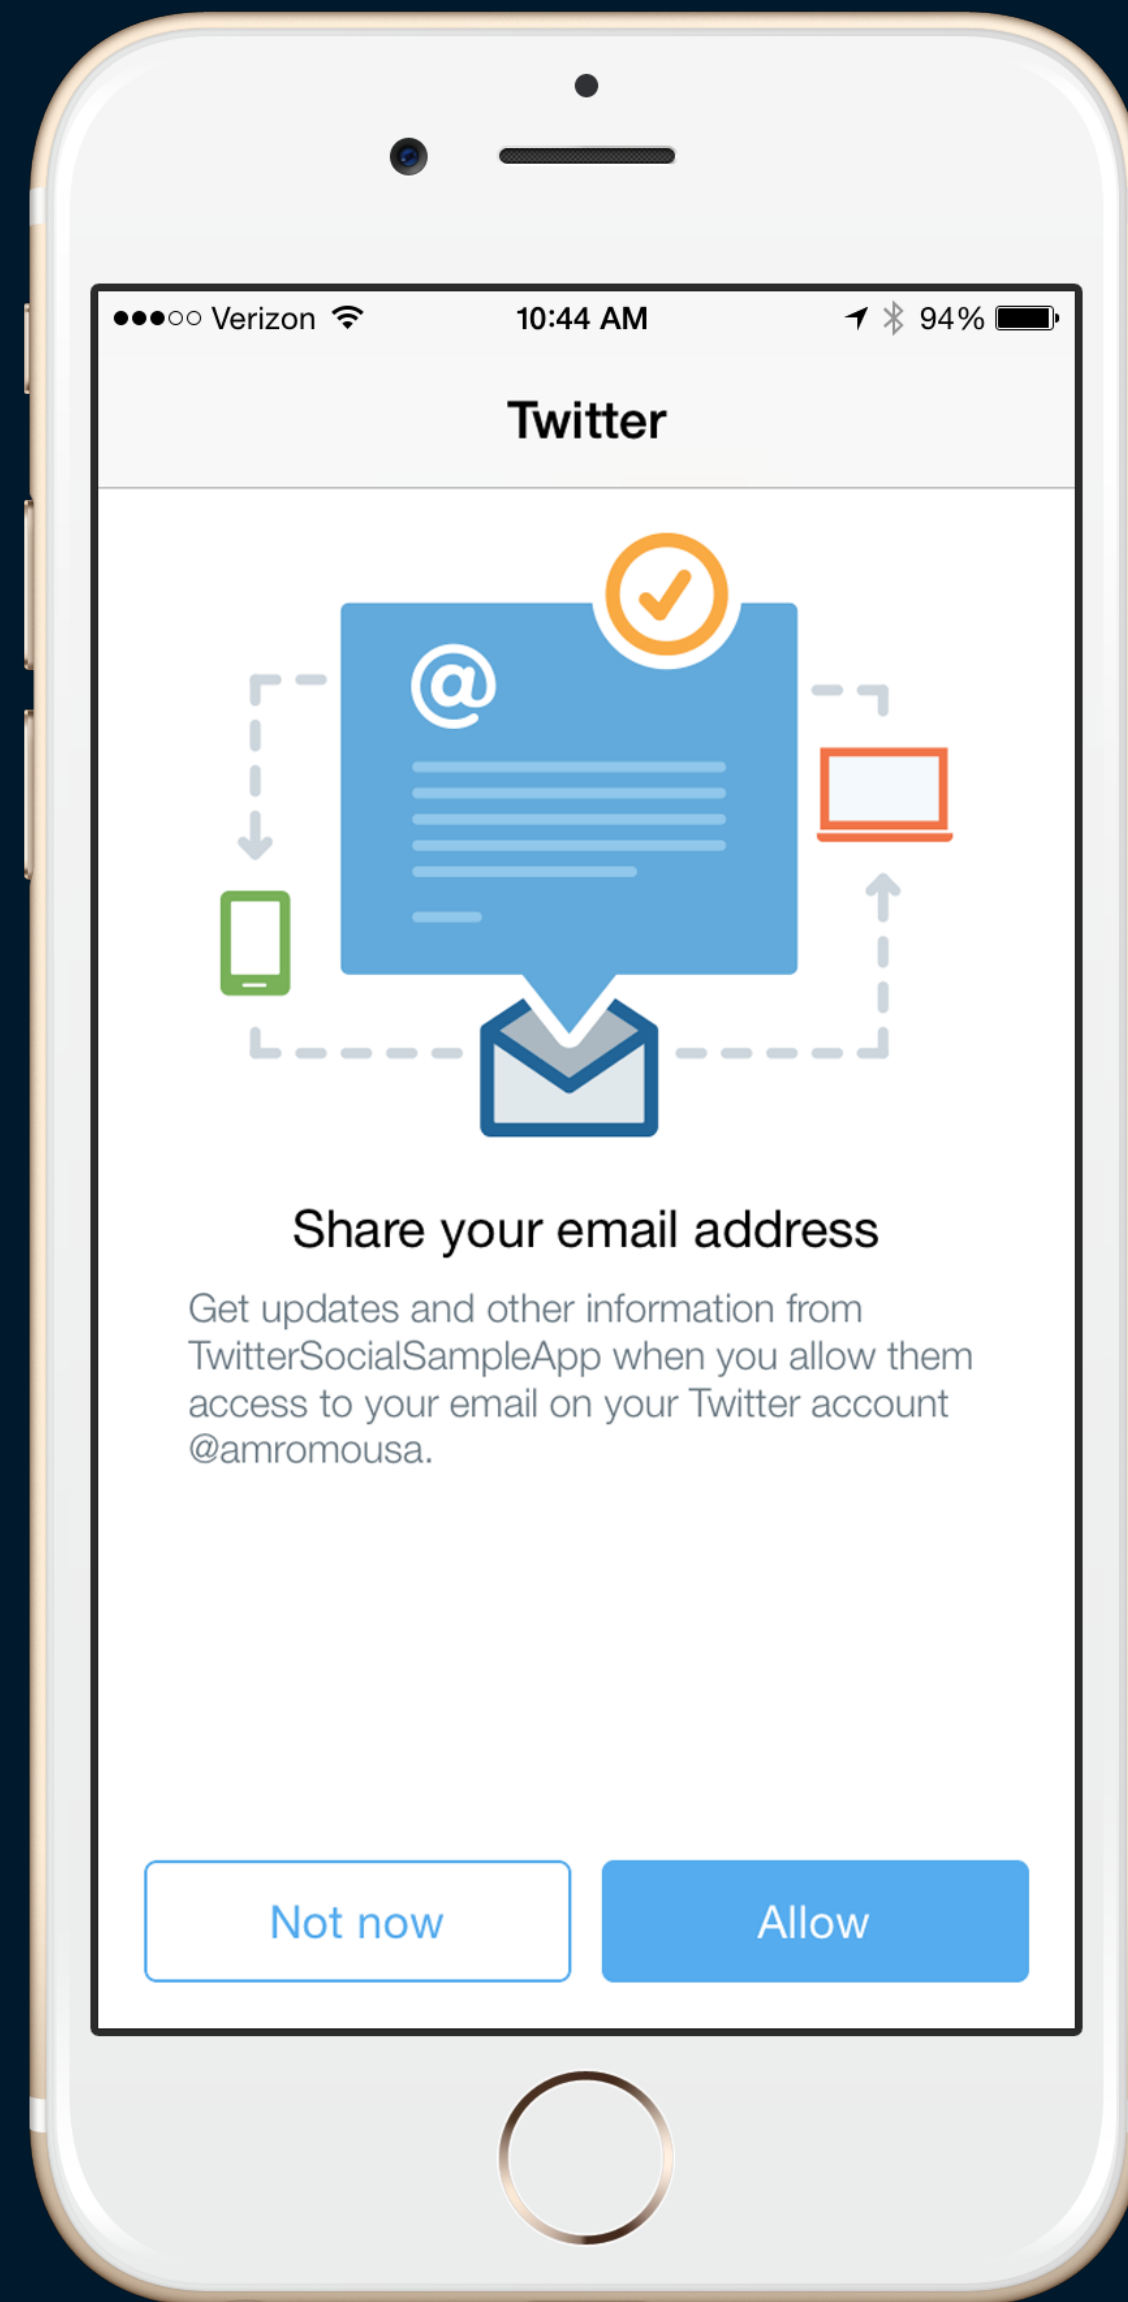 Verizon 10:44 AM 94%
Twitter
@
Share your email address
Get updates and other information from
TwitterSocialSampleApp when you allow them
access to your email on your Twitter account
@amromousa.
Not now Allow